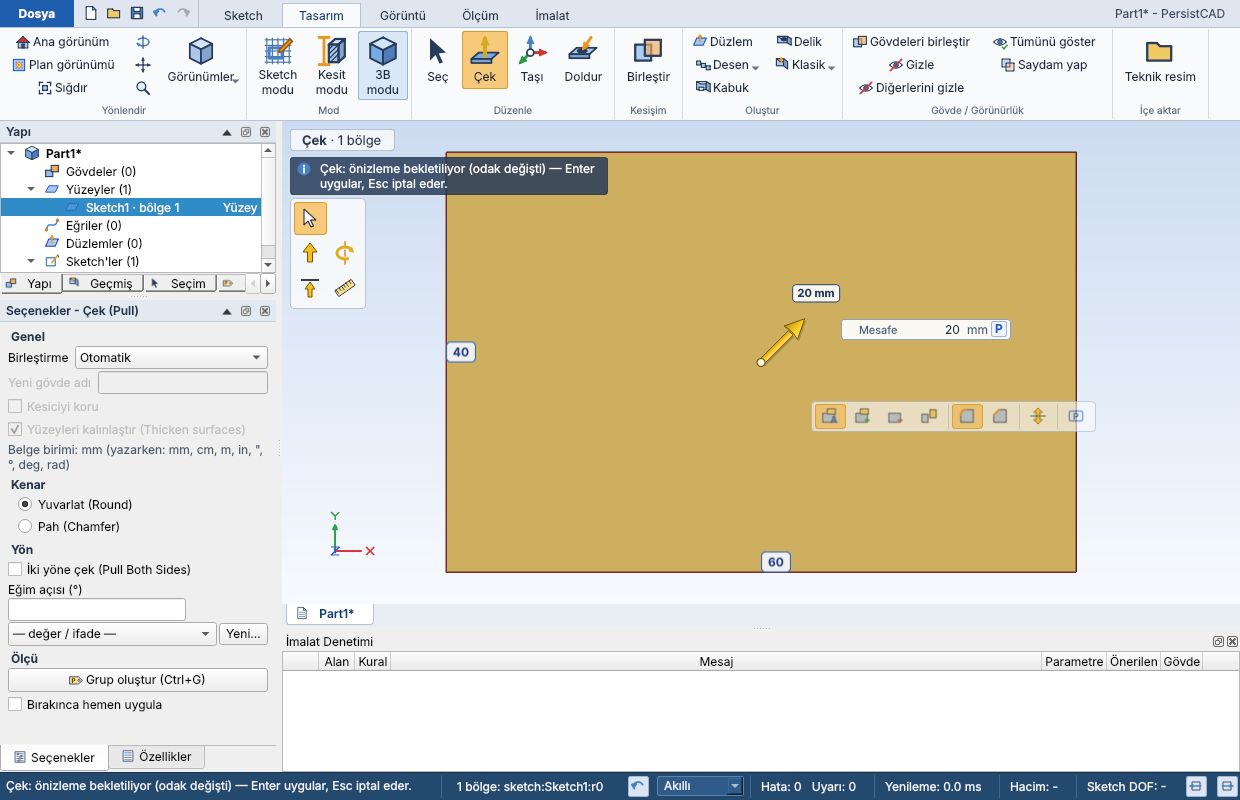 Dosya
Sketch
Tasarım
Görüntü
Ölçüm
İmalat
Part1* - PersistCAD
Ana görünüm
Plan görünümü
Sığdır
Görünümler
Yönlendir
Sketch modu
Kesit modu
3B modu
Mod
Seç
Çek
Taşı
Doldur
Düzenle
Birleştir
Kesişim
Düzlem
Desen
Kabuk
Delik
Klasik
Oluştur
Gövdeleri birleştir
Gizle
Diğerlerini gizle
Tümünü göster
Saydam yap
Gövde / Görünürlük
Teknik resim
İçe aktar
Yapı
Part1*
Gövdeler (0)
Yüzeyler (1)
Sketch1 · bölge 1 Yüzey
Eğriler (0)
Düzlemler (0)
Sketch'ler (1)
Yapı
Geçmiş
Seçim
Seçenekler - Çek (Pull)
Genel
Birleştirme Otomatik
Yeni gövde adı
Kesiciyi koru
Yüzeyleri kalınlaştır (Thicken surfaces)
Belge birimi: mm (yazarken: mm, cm, m, in, ",
°, deg, rad)
Kenar
Yuvarlat (Round)
Pah (Chamfer)
Yön
İki yöne çek (Pull Both Sides)
Eğim açısı (°)
— değer / ifade — Yeni...
Ölçü
Grup oluştur (Ctrl+G)
Bırakınca hemen uygula
Seçenekler
Özellikler
Çek · 1 bölge
Çek: önizleme bekletiliyor (odak değişti) — Enter
uygular, Esc iptal eder.
20 mm
Mesafe 20 mm P
40
P
60
Y
X
Z
Part1*
İmalat Denetimi
Alan Kural Mesaj Parametre Önerilen Gövde
Çek: önizleme bekletiliyor (odak değişti) — Enter uygular, Esc iptal eder.
1 bölge: sketch:Sketch1:r0
Akıllı
Hata: 0 Uyarı: 0
Yenileme: 0.0 ms
Hacim: -
Sketch DOF: -